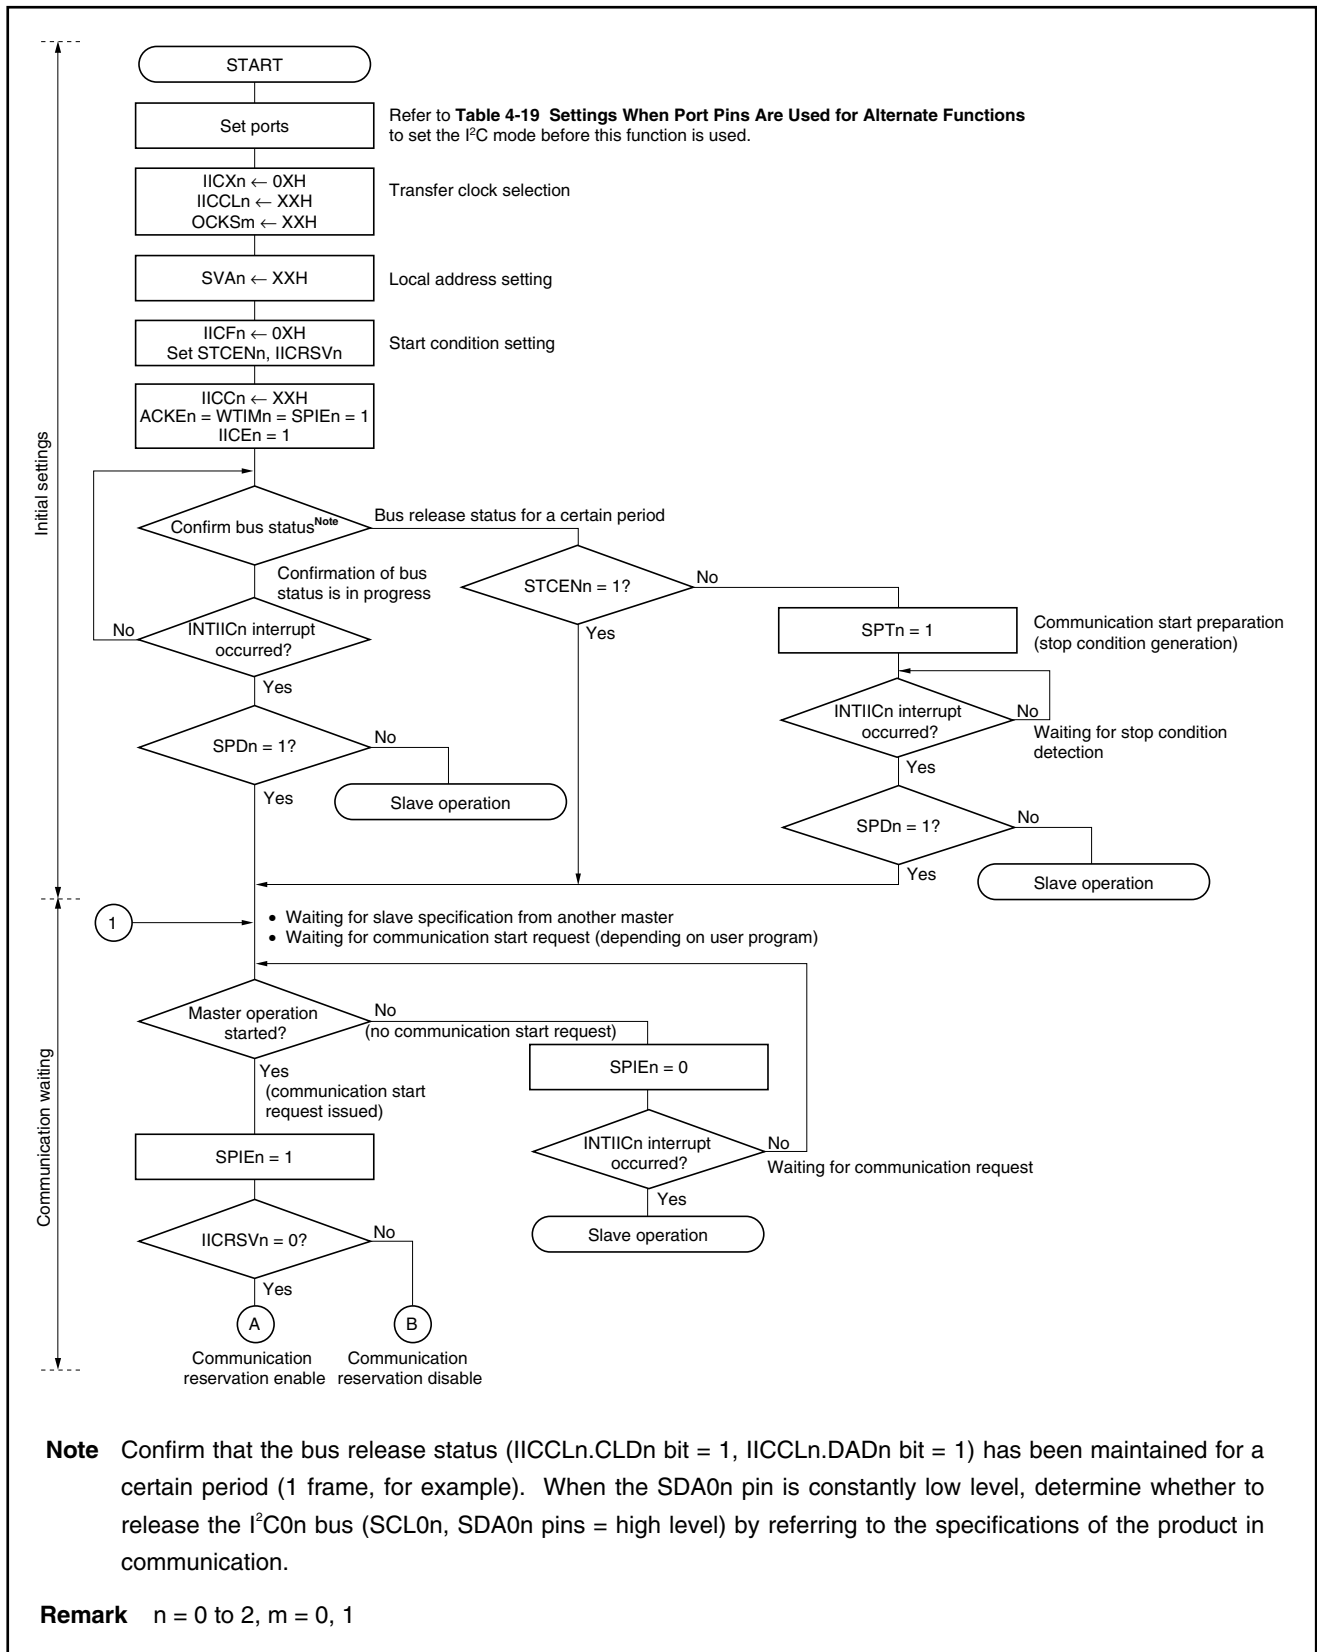 START
Set ports
Refer to Table 4-19 Settings When Port Pins Are Used for Alternate Functions
to set the I²C mode before this function is used.
IICXn ← 0XH
IICCLn ← XXH
OCKSm ← XXH
Transfer clock selection
SVAn ← XXH
Local address setting
IICFn ← 0XH
Set STCENn, IICRSVn
Start condition setting
IICCn ← XXH
ACKEn = WTIMn = SPIEn = 1
IICEn = 1
Initial settings
Confirm bus statusNote
Bus release status for a certain period
Confirmation of bus
status is in progress
STCENn = 1?
No
Yes
INTIICn interrupt
occurred?
No
Yes
SPTn = 1
Communication start preparation
(stop condition generation)
INTIICn interrupt
occurred?
No
Waiting for stop condition
detection
Yes
SPDn = 1?
No
Yes
Slave operation
SPDn = 1?
No
Yes
Slave operation
1
• Waiting for slave specification from another master
• Waiting for communication start request (depending on user program)
Communication waiting
Master operation
started?
No
(no communication start request)
Yes
(communication start
request issued)
SPIEn = 0
INTIICn interrupt
occurred?
No
Waiting for communication request
Yes
Slave operation
SPIEn = 1
IICRSVn = 0?
No
Yes
A
B
Communication
reservation enable
Communication
reservation disable
Note Confirm that the bus release status (IICCLn.CLDn bit = 1, IICCLn.DADn bit = 1) has been maintained for a
certain period (1 frame, for example). When the SDA0n pin is constantly low level, determine whether to
release the I²C0n bus (SCL0n, SDA0n pins = high level) by referring to the specifications of the product in
communication.
Remark n = 0 to 2, m = 0, 1